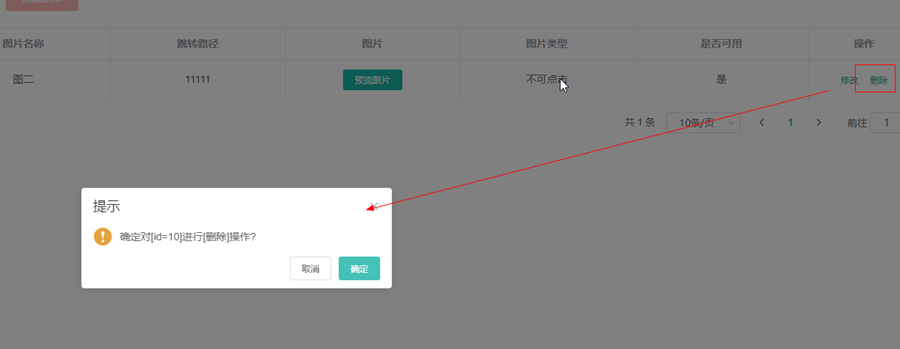 图片名称 跳转路径 图片 图片类型 是否可用 操作
图二 11111 预览图片 不可点击 是 修改 删除
共 1 条 10条/页 1 前往 1
提示
确定对[id=10]进行[删除]操作?
取消 确定